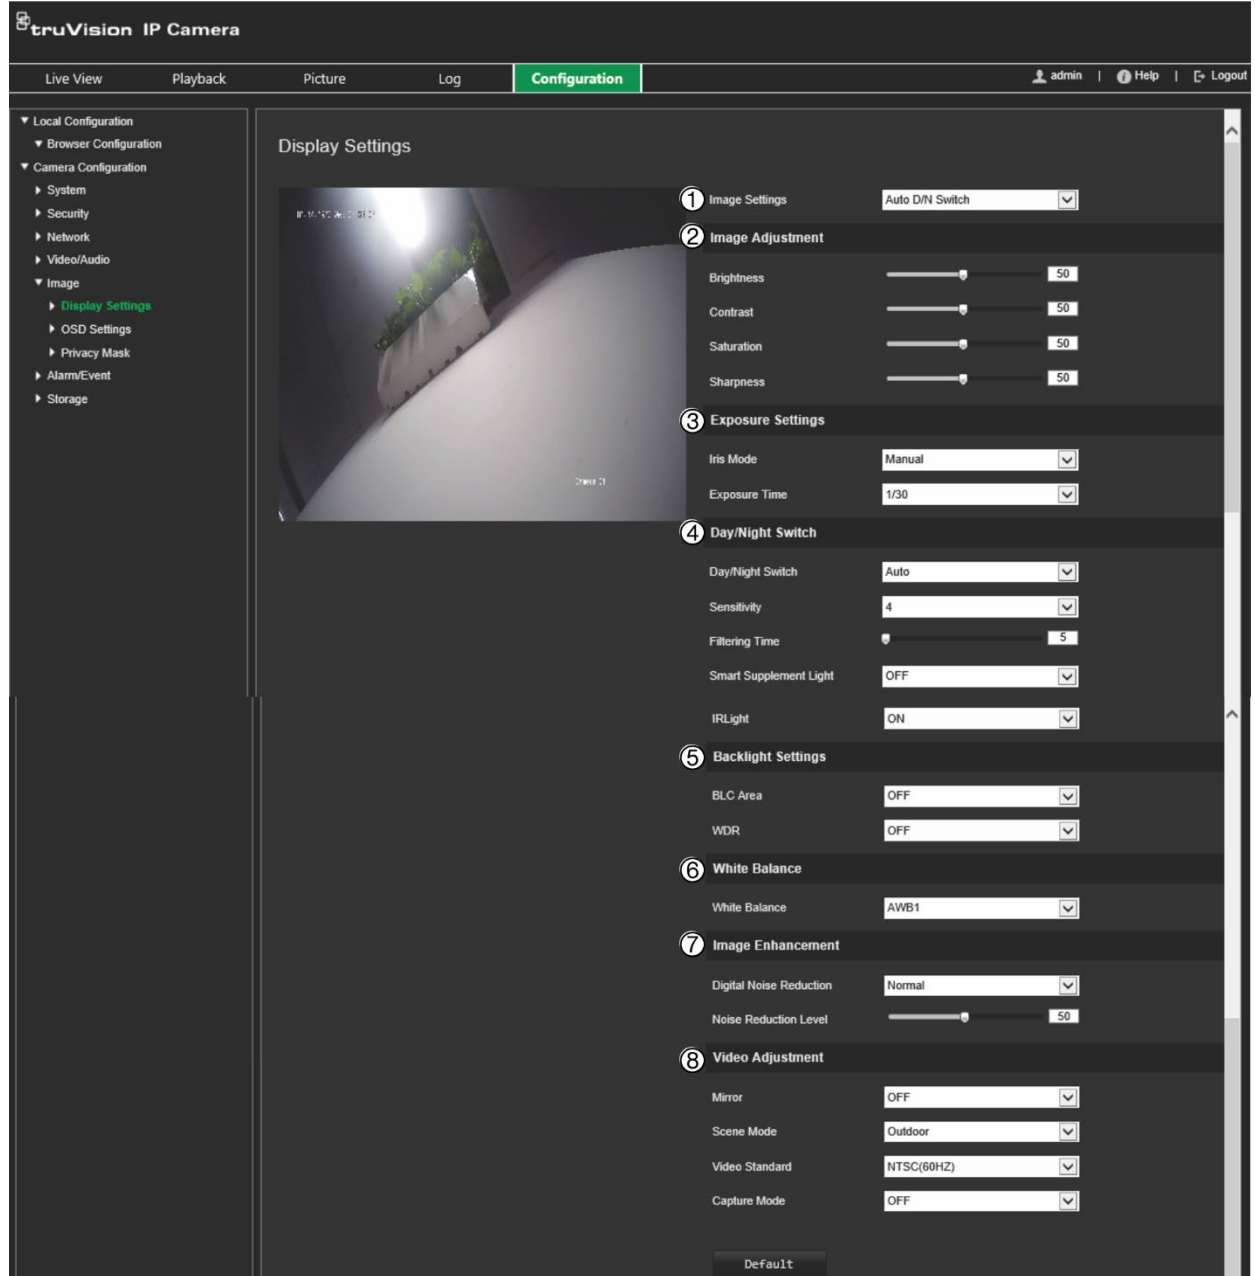 truVision IP Camera
Live View Playback Picture Log Configuration admin | Help | Logout
Local Configuration
Browser Configuration
Camera Configuration
System
Security
Network
Video/Audio
Image
Display Settings
OSD Settings
Privacy Mask
Alarm/Event
Storage
Display Settings
1 Image Settings Auto D/N Switch
2 Image Adjustment
Brightness 50
Contrast 50
Saturation 50
Sharpness 50
3 Exposure Settings
Iris Mode Manual
Exposure Time 1/30
4 Day/Night Switch
Day/Night Switch Auto
Sensitivity 4
Filtering Time 5
Smart Supplement Light OFF
IRLight ON
5 Backlight Settings
BLC Area OFF
WDR OFF
6 White Balance
White Balance AWB1
7 Image Enhancement
Digital Noise Reduction Normal
Noise Reduction Level 50
8 Video Adjustment
Mirror OFF
Scene Mode Outdoor
Video Standard NTSC(60HZ)
Capture Mode OFF
Default